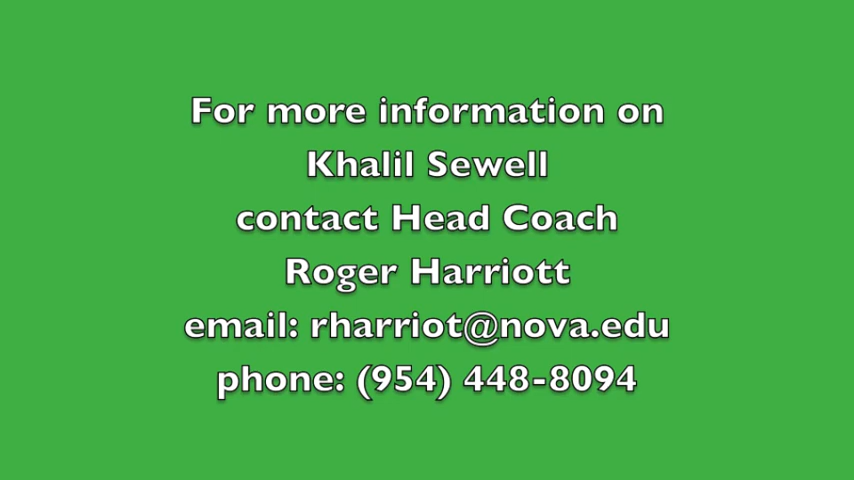 For more information on
Khalil Sewell
contact Head Coach
Roger Harriott
email: rharriot@nova.edu
phone: (954) 448-8094